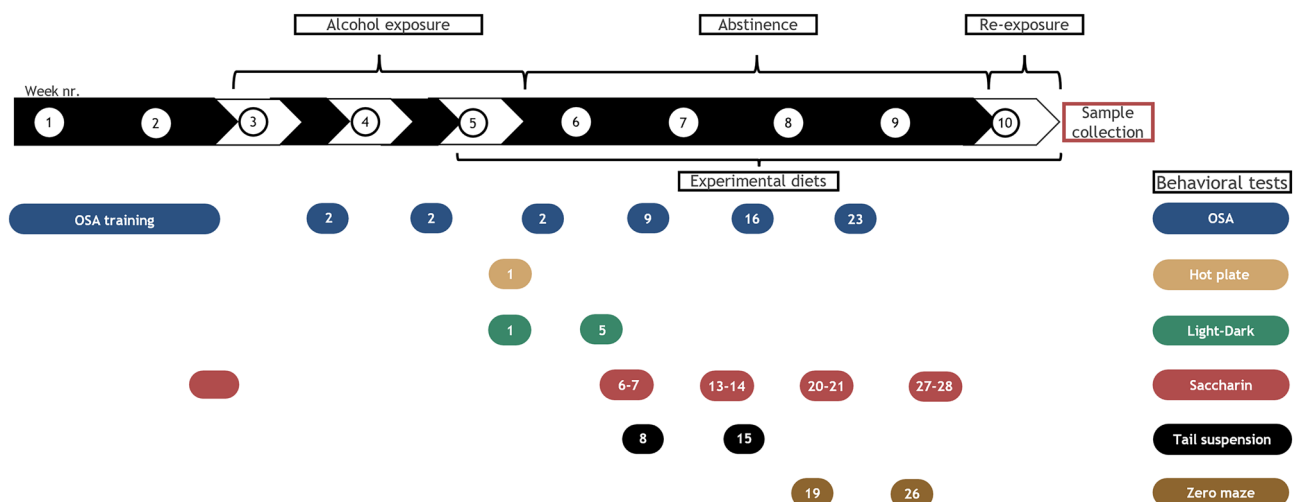 Alcohol exposure
Abstinence
Re-exposure
Week nr.
1 2 3 4 5 6 7 8 9 10
Sample
collection
Experimental diets
Behavioral tests
OSA training 2 2 2 9 16 23 OSA
1 Hot plate
1 5 Light-Dark
6-7 13-14 20-21 27-28 Saccharin
8 15 Tail suspension
19 26 Zero maze